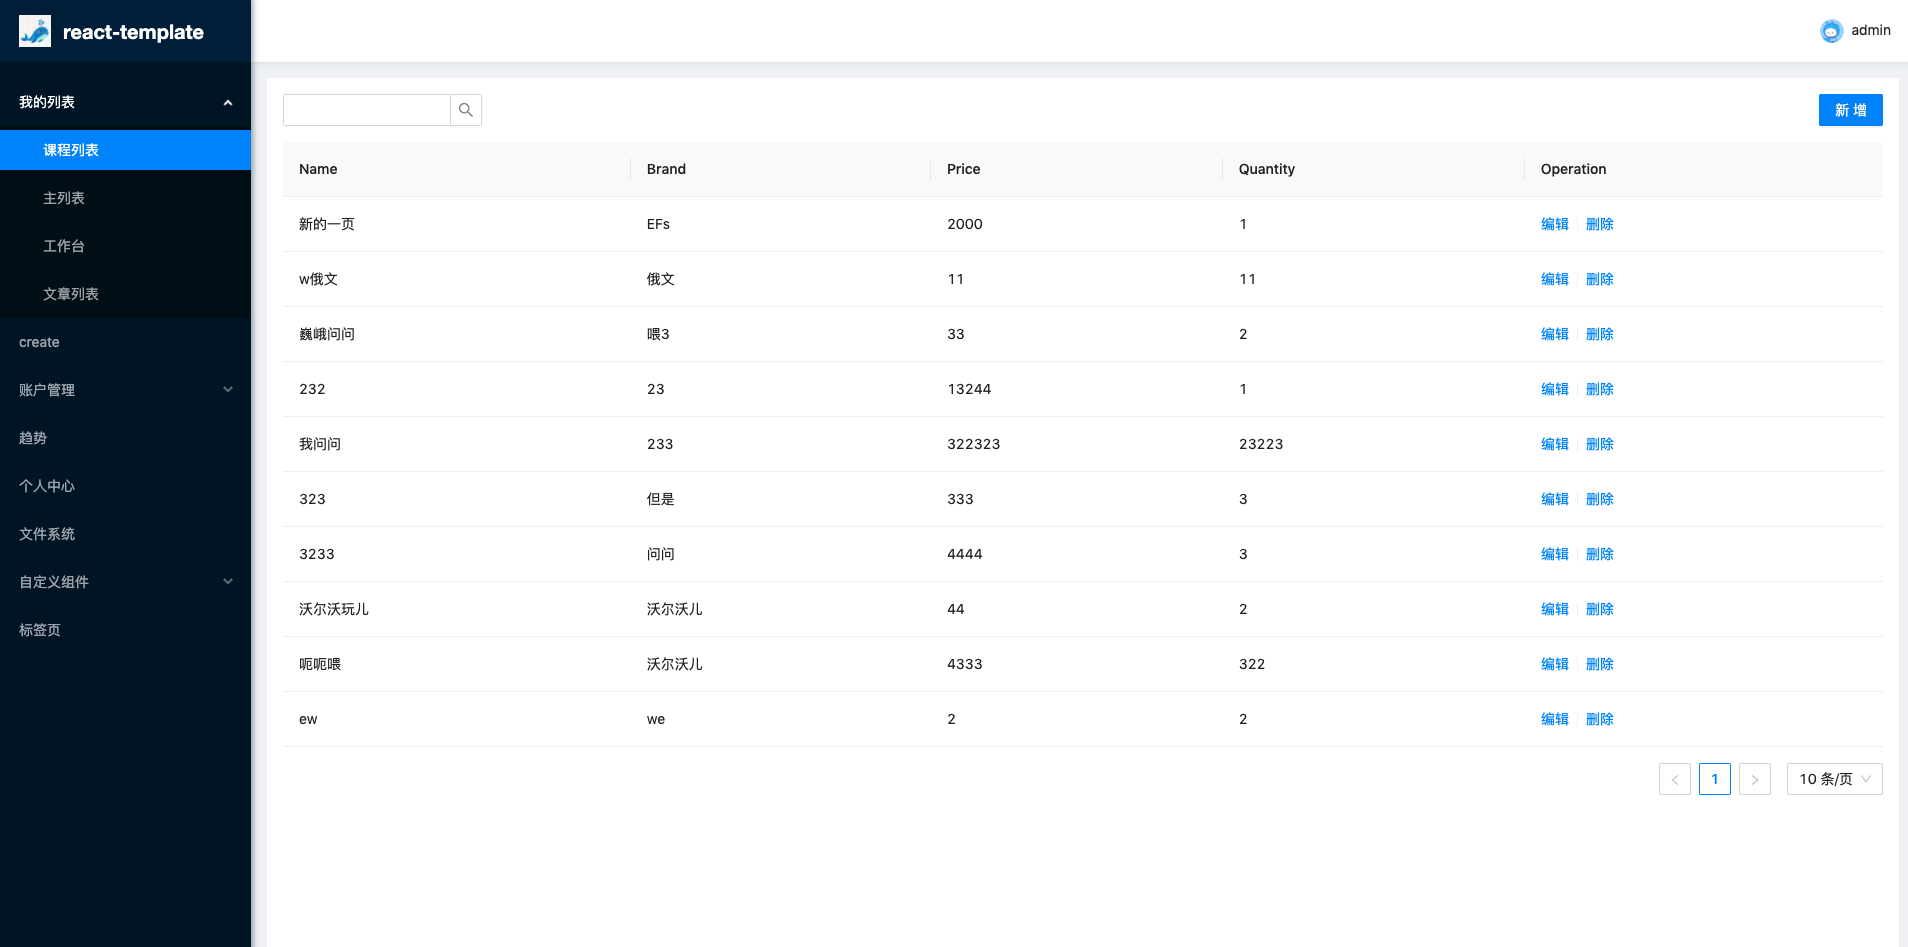 react-template
admin
我的列表
课程列表
主列表
工作台
文章列表
create
账户管理
趋势
个人中心
文件系统
自定义组件
标签页
新 增
Name Brand Price Quantity Operation
新的一页 EFs 2000 1 编辑 删除
w俄文 俄文 11 11 编辑 删除
巍峨问问 喂3 33 2 编辑 删除
232 23 13244 1 编辑 删除
我问问 233 322323 23223 编辑 删除
323 但是 333 3 编辑 删除
3233 问问 4444 3 编辑 删除
沃尔沃玩儿 沃尔沃儿 44 2 编辑 删除
呃呃喂 沃尔沃儿 4333 322 编辑 删除
ew we 2 2 编辑 删除
1 10 条/页